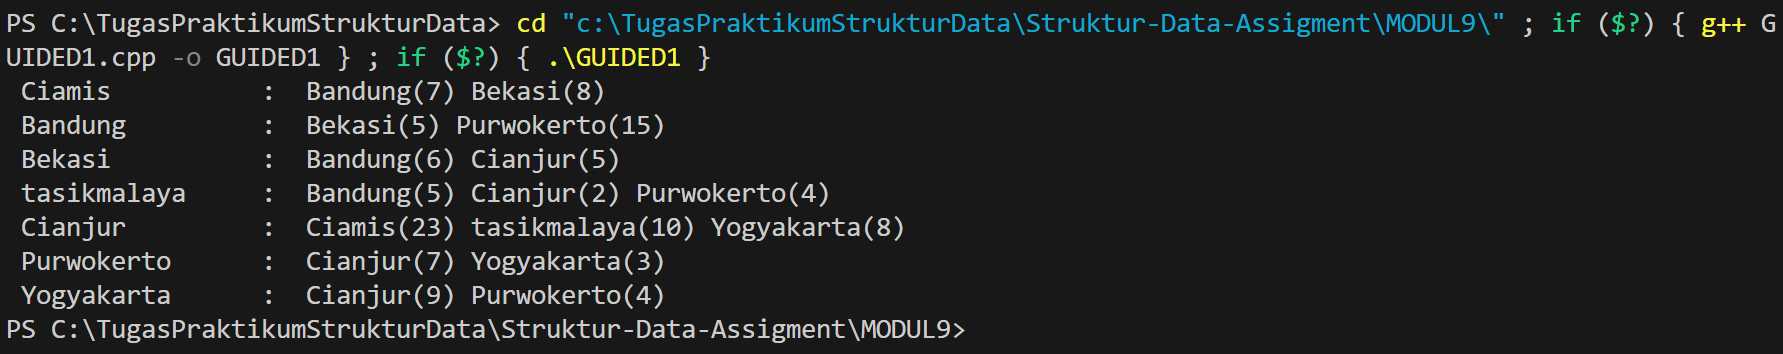 PS C:\TugasPraktikumStrukturData> cd "c:\TugasPraktikumStrukturData\Struktur-Data-Assigment\MODUL9\" ; if ($?) { g++ G
UIDED1.cpp -o GUIDED1 } ; if ($?) { .\GUIDED1 }
 Ciamis          :  Bandung(7) Bekasi(8)
 Bandung         :  Bekasi(5) Purwokerto(15)
 Bekasi          :  Bandung(6) Cianjur(5)
 tasikmalaya     :  Bandung(5) Cianjur(2) Purwokerto(4)
 Cianjur         :  Ciamis(23) tasikmalaya(10) Yogyakarta(8)
 Purwokerto      :  Cianjur(7) Yogyakarta(3)
 Yogyakarta      :  Cianjur(9) Purwokerto(4)
PS C:\TugasPraktikumStrukturData\Struktur-Data-Assigment\MODUL9>